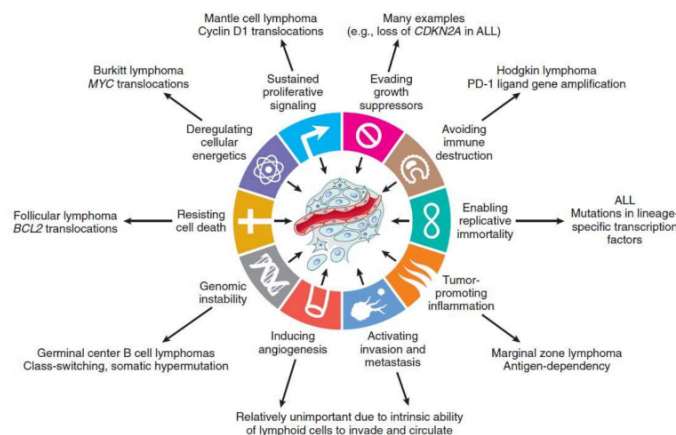 Mantle cell lymphoma
Cyclin D1 translocations
Many examples
(e.g., loss of CDKN2A in ALL)
Burkitt lymphoma
MYC translocations
Sustained
proliferative
signaling
Evading
growth
suppressors
Hodgkin lymphoma
PD-1 ligand gene amplification
Deregulating
cellular
energetics
Avoiding
immune
destruction
Follicular lymphoma
BCL2 translocations
Resisting
cell death
Enabling
replicative
immortality
ALL
Mutations in lineage-
specific transcription
factors
Genomic
instability
Tumor-
promoting
inflammation
Inducing
angiogenesis
Activating
invasion and
metastasis
Germinal center B cell lymphomas
Class-switching, somatic hypermutation
Marginal zone lymphoma
Antigen-dependency
Relatively unimportant due to intrinsic ability
of lymphoid cells to invade and circulate